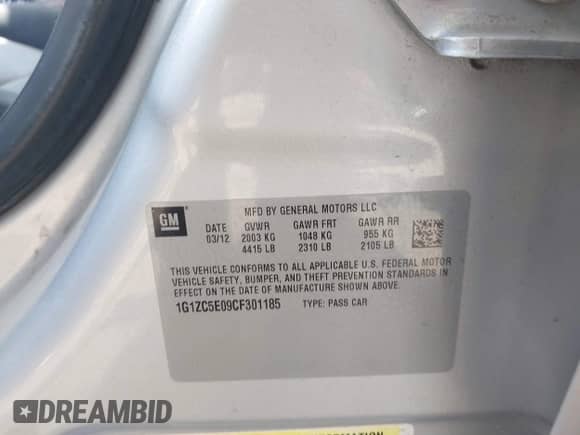 GM
MFD BY GENERAL MOTORS LLC
DATE GVWR GAWR FRT GAWR RR
03/12 2003 KG 1048 KG 955 KG
4415 LB 2310 LB 2105 LB
THIS VEHICLE CONFORMS TO ALL APPLICABLE U.S. FEDERAL MOTOR
VEHICLE SAFETY, BUMPER, AND THEFT PREVENTION STANDARDS IN
EFFECT ON THE DATE OF MANUFACTURE SHOWN ABOVE.
1G1ZC5E09CF301185 TYPE: PASS CAR
DREAMBID